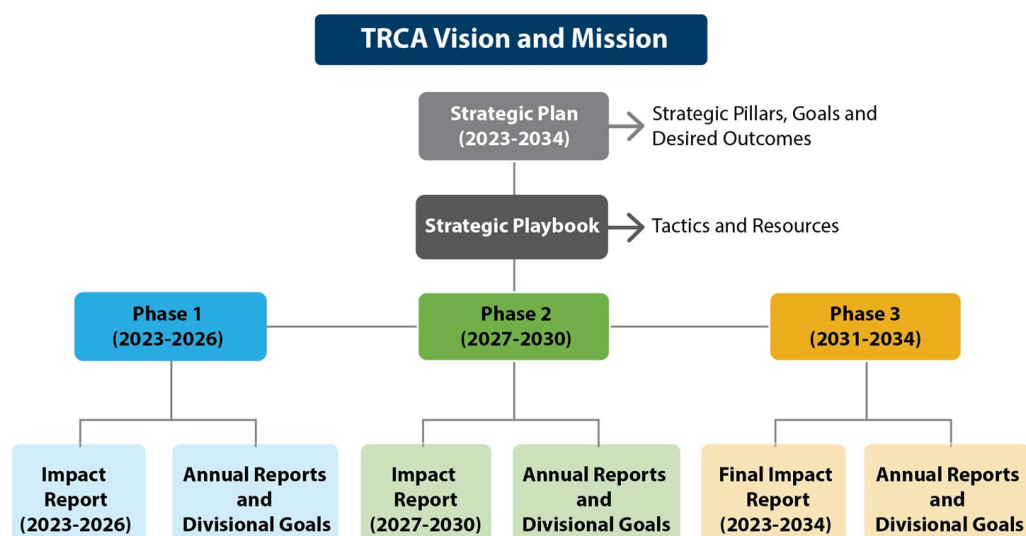 TRCA Vision and Mission
Strategic Plan
(2023-2034)
Strategic Pillars, Goals and
Desired Outcomes
Strategic Playbook
Tactics and Resources
Phase 1
(2023-2026)
Phase 2
(2027-2030)
Phase 3
(2031-2034)
Impact
Report
(2023-2026)
Annual Reports
and
Divisional Goals
Impact
Report
(2027-2030)
Annual Reports
and
Divisional Goals
Final Impact
Report
(2023-2034)
Annual Reports
and
Divisional Goals